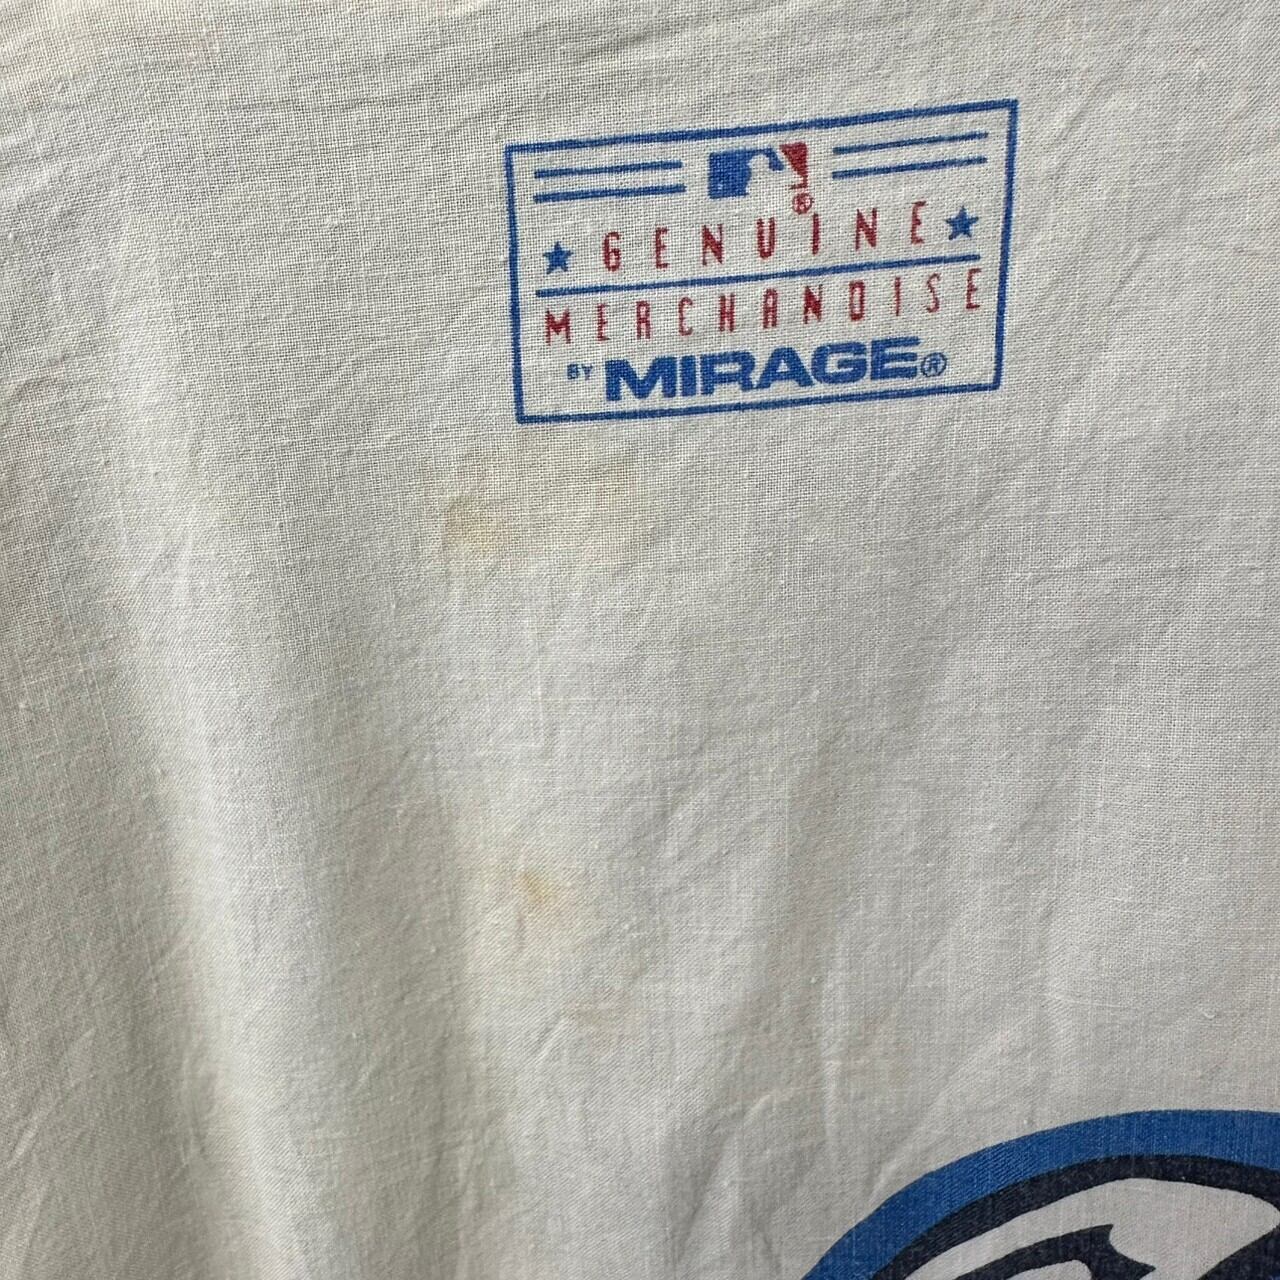 ®
★ GENUINE ★
MERCHANDISE
BY MIRAGE®